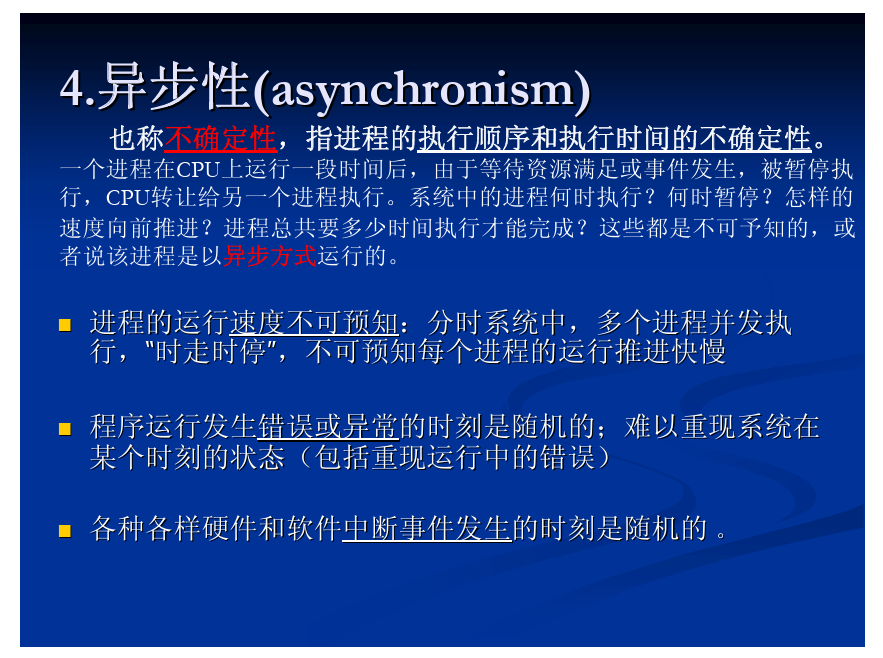 4.异步性(asynchronism)
也称不确定性，指进程的执行顺序和执行时间的不确定性。
一个进程在CPU上运行一段时间后，由于等待资源满足或事件发生，被暂停执
行，CPU转让给另一个进程执行。系统中的进程何时执行？何时暂停？怎样的
速度向前推进？进程总共要多少时间执行才能完成？这些都是不可予知的，或
者说该进程是以异步方式运行的。
进程的运行速度不可预知：分时系统中，多个进程并发执
行，“时走时停”，不可预知每个进程的运行推进快慢
程序运行发生错误或异常的时刻是随机的；难以重现系统在
某个时刻的状态（包括重现运行中的错误）
各种各样硬件和软件中断事件发生的时刻是随机的 。